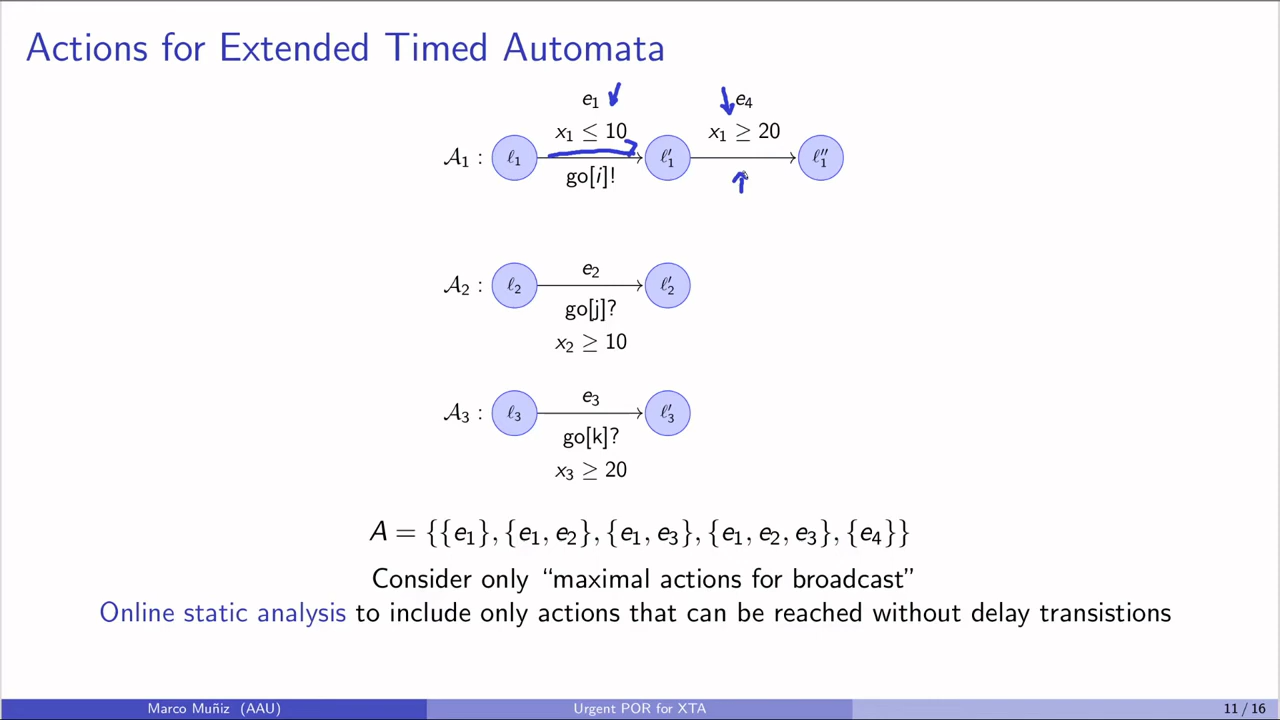 Actions for Extended Timed Automata
e₁ e₄
x₁ ≤ 10 x₁ ≥ 20
𝒜₁ : ℓ₁ ℓ′₁ ℓ″₁
go[i]!
e₂
𝒜₂ : ℓ₂ ℓ′₂
go[j]?
x₂ ≥ 10
e₃
𝒜₃ : ℓ₃ ℓ′₃
go[k]?
x₃ ≥ 20
A = {{e₁}, {e₁, e₂}, {e₁, e₃}, {e₁, e₂, e₃}, {e₄}}
Consider only “maximal actions for broadcast”
Online static analysis to include only actions that can be reached without delay transistions
Marco Muñiz (AAU) Urgent POR for XTA 11 / 16